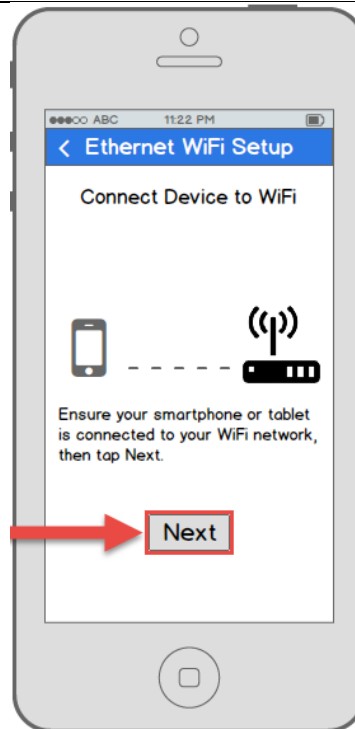 ABC 11:22 PM
< Ethernet WiFi Setup
Connect Device to WiFi
Ensure your smartphone or tablet
is connected to your WiFi network,
then tap Next.
Next